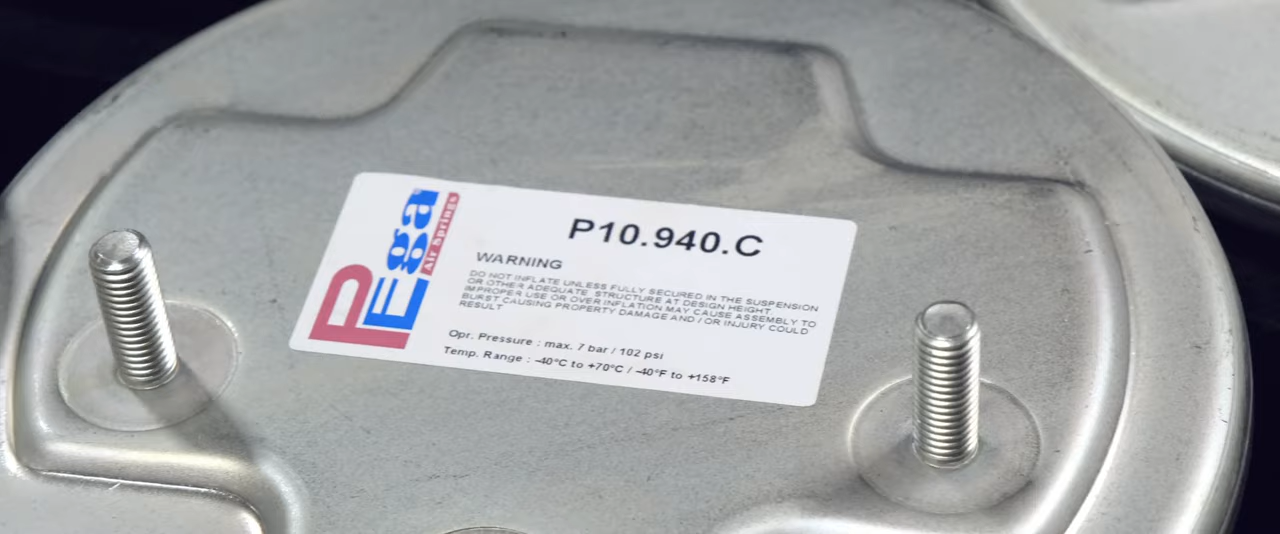 PEga
Air Springs
P10.940.C
WARNING
DO NOT INFLATE UNLESS FULLY SECURED IN THE SUSPENSION
OR OTHER ADEQUATE STRUCTURE AT DESIGN HEIGHT.
IMPROPER USE OR OVER INFLATION MAY CAUSE ASSEMBLY TO
BURST CAUSING PROPERTY DAMAGE AND / OR INJURY COULD
RESULT
Opr. Pressure : max. 7 bar / 102 psi
Temp. Range : -40°C to +70°C / -40°F to +158°F